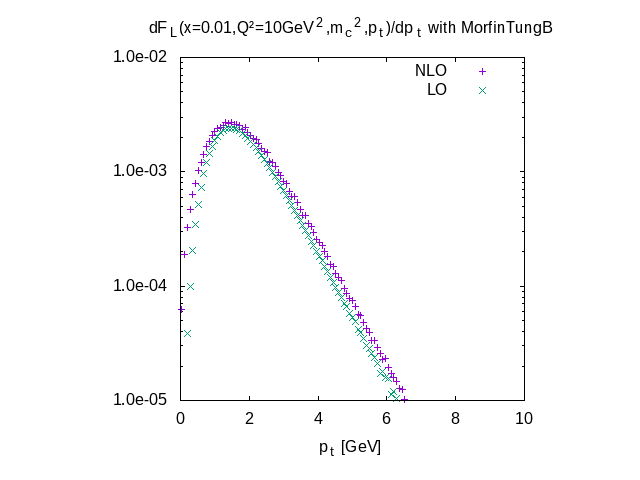 dF_L(x=0.01,Q²=10GeV²,m_c²,p_t)/dp_t with MorfinTungB
1.0e-02
NLO
LO
1.0e-03
1.0e-04
1.0e-05
0 2 4 6 8 10
p_t [GeV]